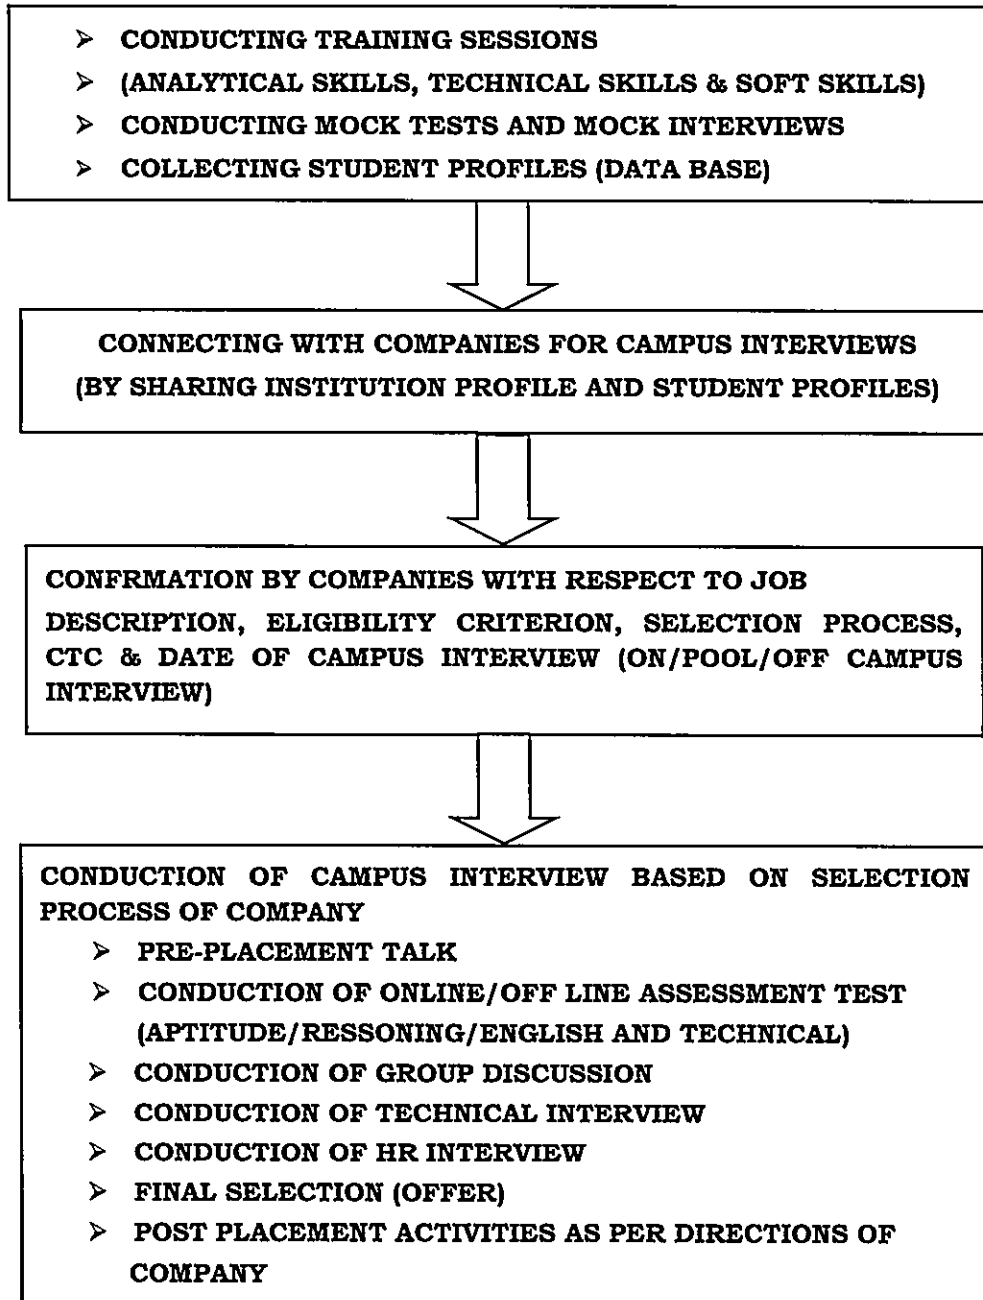 ➢ CONDUCTING TRAINING SESSIONS
➢ (ANALYTICAL SKILLS, TECHNICAL SKILLS & SOFT SKILLS)
➢ CONDUCTING MOCK TESTS AND MOCK INTERVIEWS
➢ COLLECTING STUDENT PROFILES (DATA BASE)
CONNECTING WITH COMPANIES FOR CAMPUS INTERVIEWS
(BY SHARING INSTITUTION PROFILE AND STUDENT PROFILES)
CONFRMATION BY COMPANIES WITH RESPECT TO JOB
DESCRIPTION, ELIGIBILITY CRITERION, SELECTION PROCESS,
CTC & DATE OF CAMPUS INTERVIEW (ON/POOL/OFF CAMPUS
INTERVIEW)
CONDUCTION OF CAMPUS INTERVIEW BASED ON SELECTION
PROCESS OF COMPANY
➢ PRE-PLACEMENT TALK
➢ CONDUCTION OF ONLINE/OFF LINE ASSESSMENT TEST
(APTITUDE/RESSONING/ENGLISH AND TECHNICAL)
➢ CONDUCTION OF GROUP DISCUSSION
➢ CONDUCTION OF TECHNICAL INTERVIEW
➢ CONDUCTION OF HR INTERVIEW
➢ FINAL SELECTION (OFFER)
➢ POST PLACEMENT ACTIVITIES AS PER DIRECTIONS OF
COMPANY